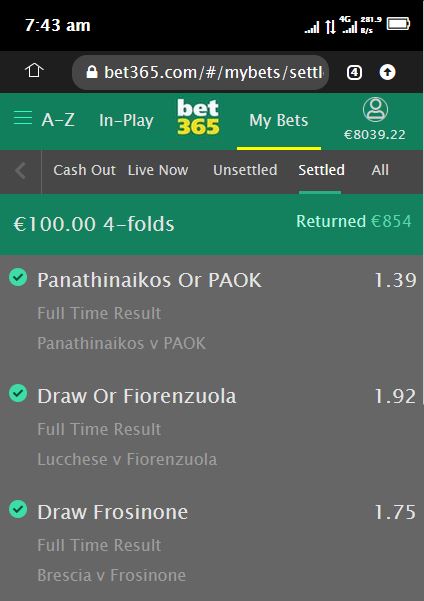 7:43 am
4G 281.9 B/s
bet365.com/#/mybets/settl
4
A-Z In-Play bet365 My Bets
€8039.22
Cash Out Live Now Unsettled Settled All
€100.00 4-folds Returned €854
Panathinaikos Or PAOK 1.39
Full Time Result
Panathinaikos v PAOK
Draw Or Fiorenzuola 1.92
Full Time Result
Lucchese v Fiorenzuola
Draw Frosinone 1.75
Full Time Result
Brescia v Frosinone